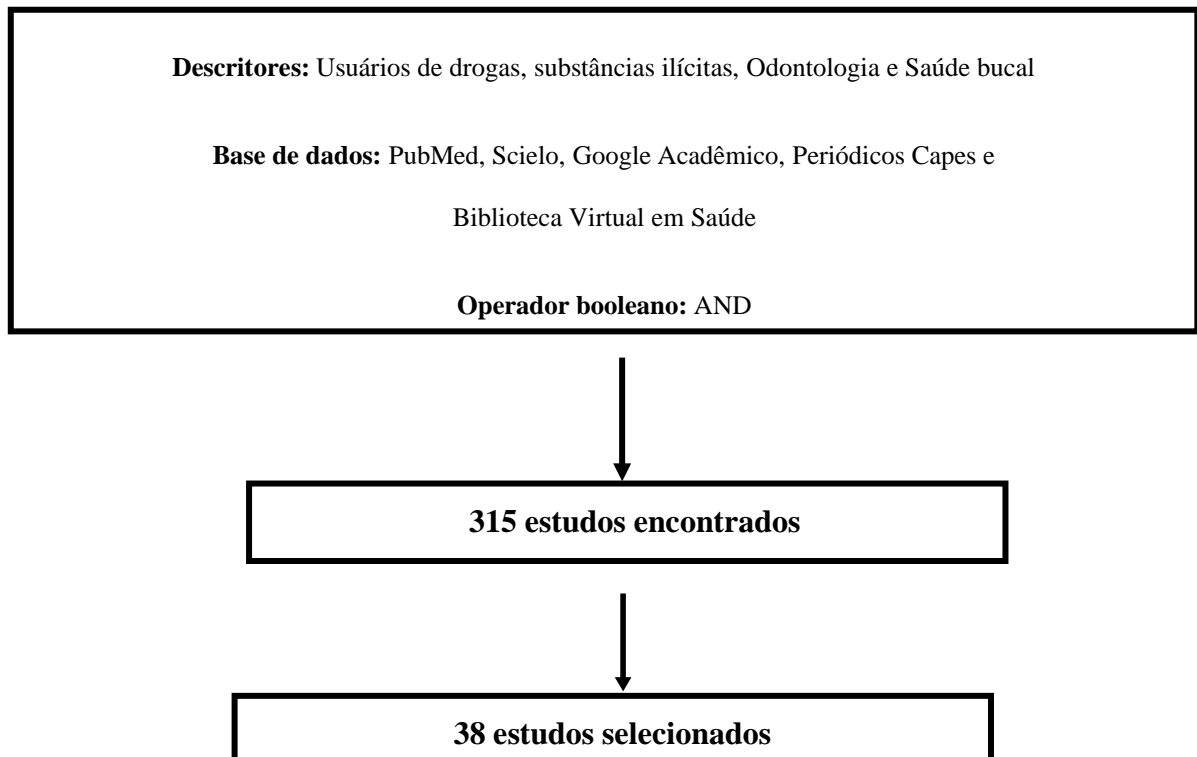 Descritores: Usuários de drogas, substâncias ilícitas, Odontologia e Saúde bucal
Base de dados: PubMed, Scielo, Google Acadêmico, Periódicos Capes e
Biblioteca Virtual em Saúde
Operador booleano: AND
315 estudos encontrados
38 estudos selecionados